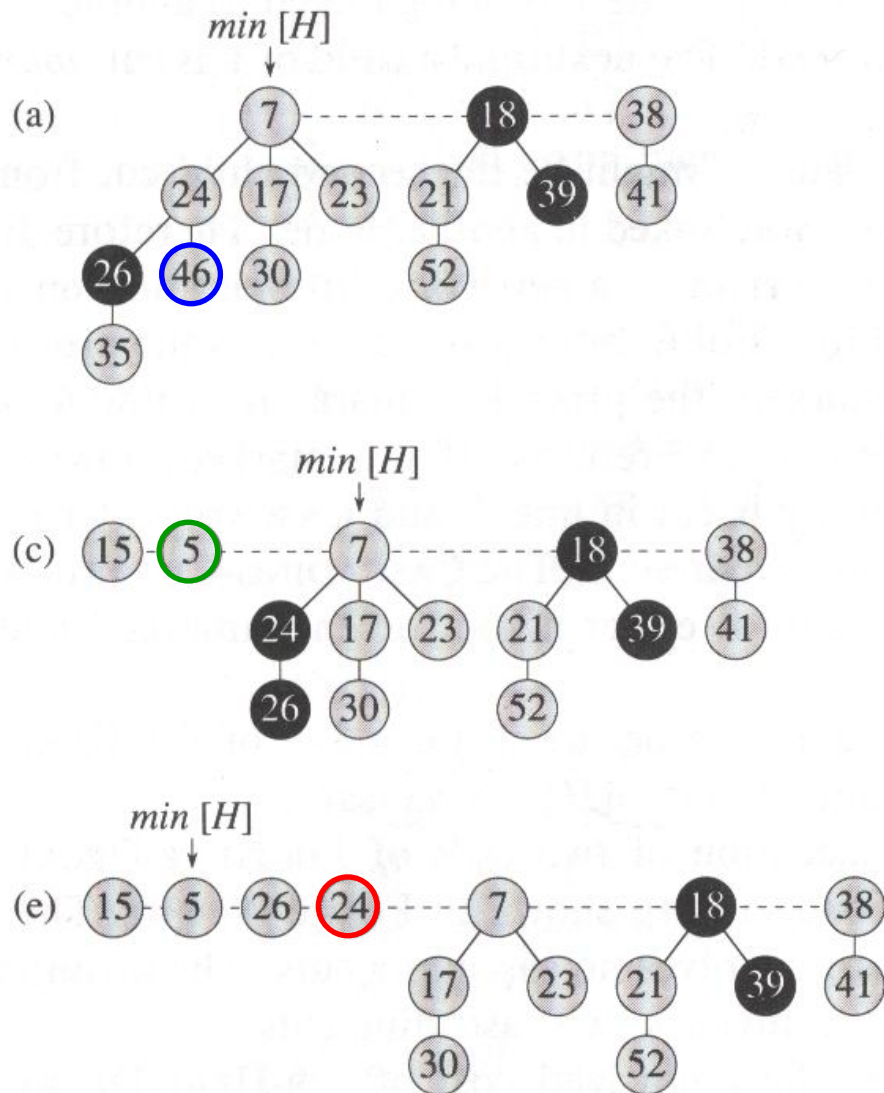 min [H]
(a) 7 18 38
24 17 23 21 39 41
26 46 30 52
35
min [H]
(c) 15 5 7 18 38
24 17 23 21 39 41
26 30 52
min [H]
(e) 15 5 26 24 7 18 38
17 23 21 39 41
30 52